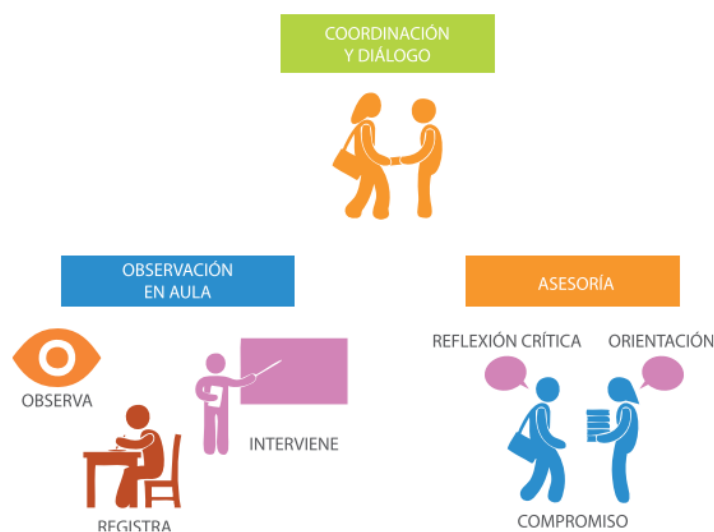 COORDINACIÓN
Y DIÁLOGO
OBSERVACIÓN
EN AULA
ASESORÍA
OBSERVA
INTERVIENE
REGISTRA
REFLEXIÓN CRÍTICA
ORIENTACIÓN
COMPROMISO